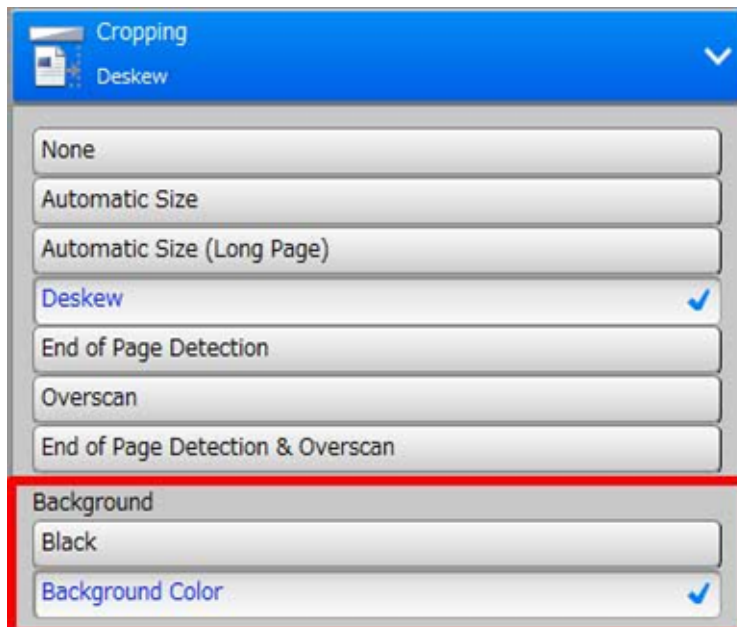 Cropping
Deskew
None
Automatic Size
Automatic Size (Long Page)
Deskew
End of Page Detection
Overscan
End of Page Detection & Overscan
Background
Black
Background Color